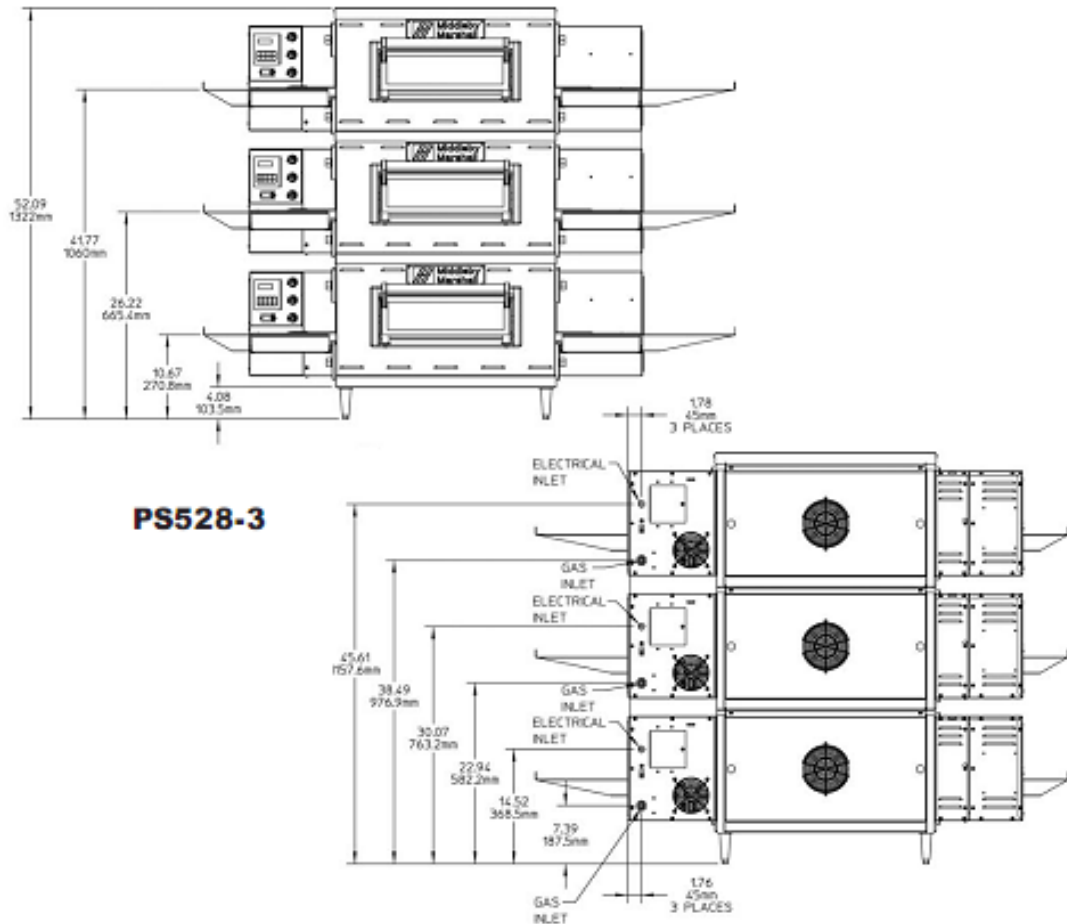 Middleby
Marshall
Middleby
Marshall
52.09
1322mm
41.77
1060mm
26.22
665.4mm
Middleby
Marshall
10.67
270.8mm
4.08
103.5mm
1.78
45mm
3 PLACES
ELECTRICAL
INLET
PS528-3
GAS
INLET
ELECTRICAL
INLET
45.61
1157.6mm
38.49
976.9mm
GAS
INLET
30.07
763.2mm
ELECTRICAL
INLET
22.94
582.2mm
14.52
368.5mm
7.39
187.5mm
1.76
45mm
3 PLACES
GAS
INLET